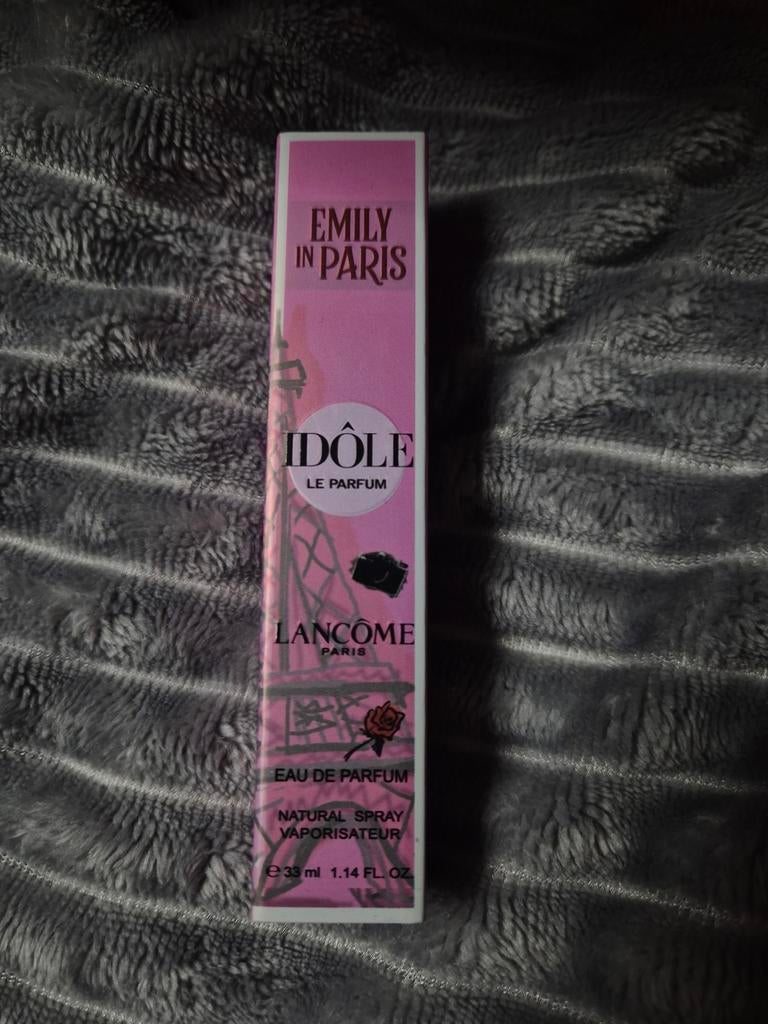 EMILY
IN PARIS
IDÔLE
LE PARFUM
LANCÔME
PARIS
EAU DE PARFUM
NATURAL SPRAY
VAPORISATEUR
℮ 33 ml 1.14 FL. OZ.